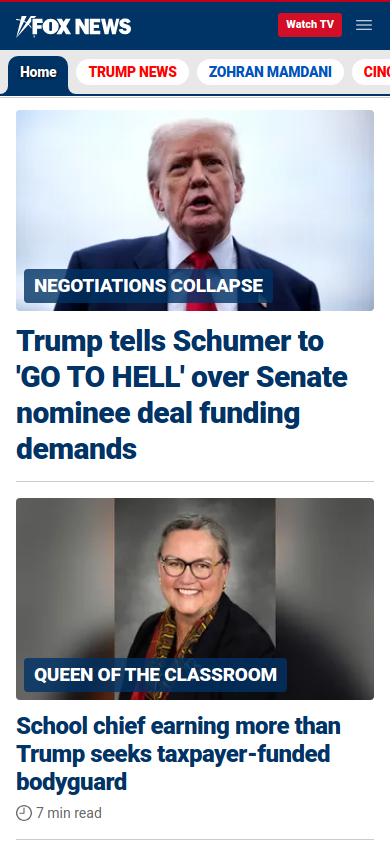 FOX NEWS
Watch TV
Home
TRUMP NEWS
ZOHRAN MAMDANI
NEGOTIATIONS COLLAPSE
Trump tells Schumer to
'GO TO HELL' over Senate
nominee deal funding
demands
QUEEN OF THE CLASSROOM
School chief earning more than
Trump seeks taxpayer-funded
bodyguard
7 min read